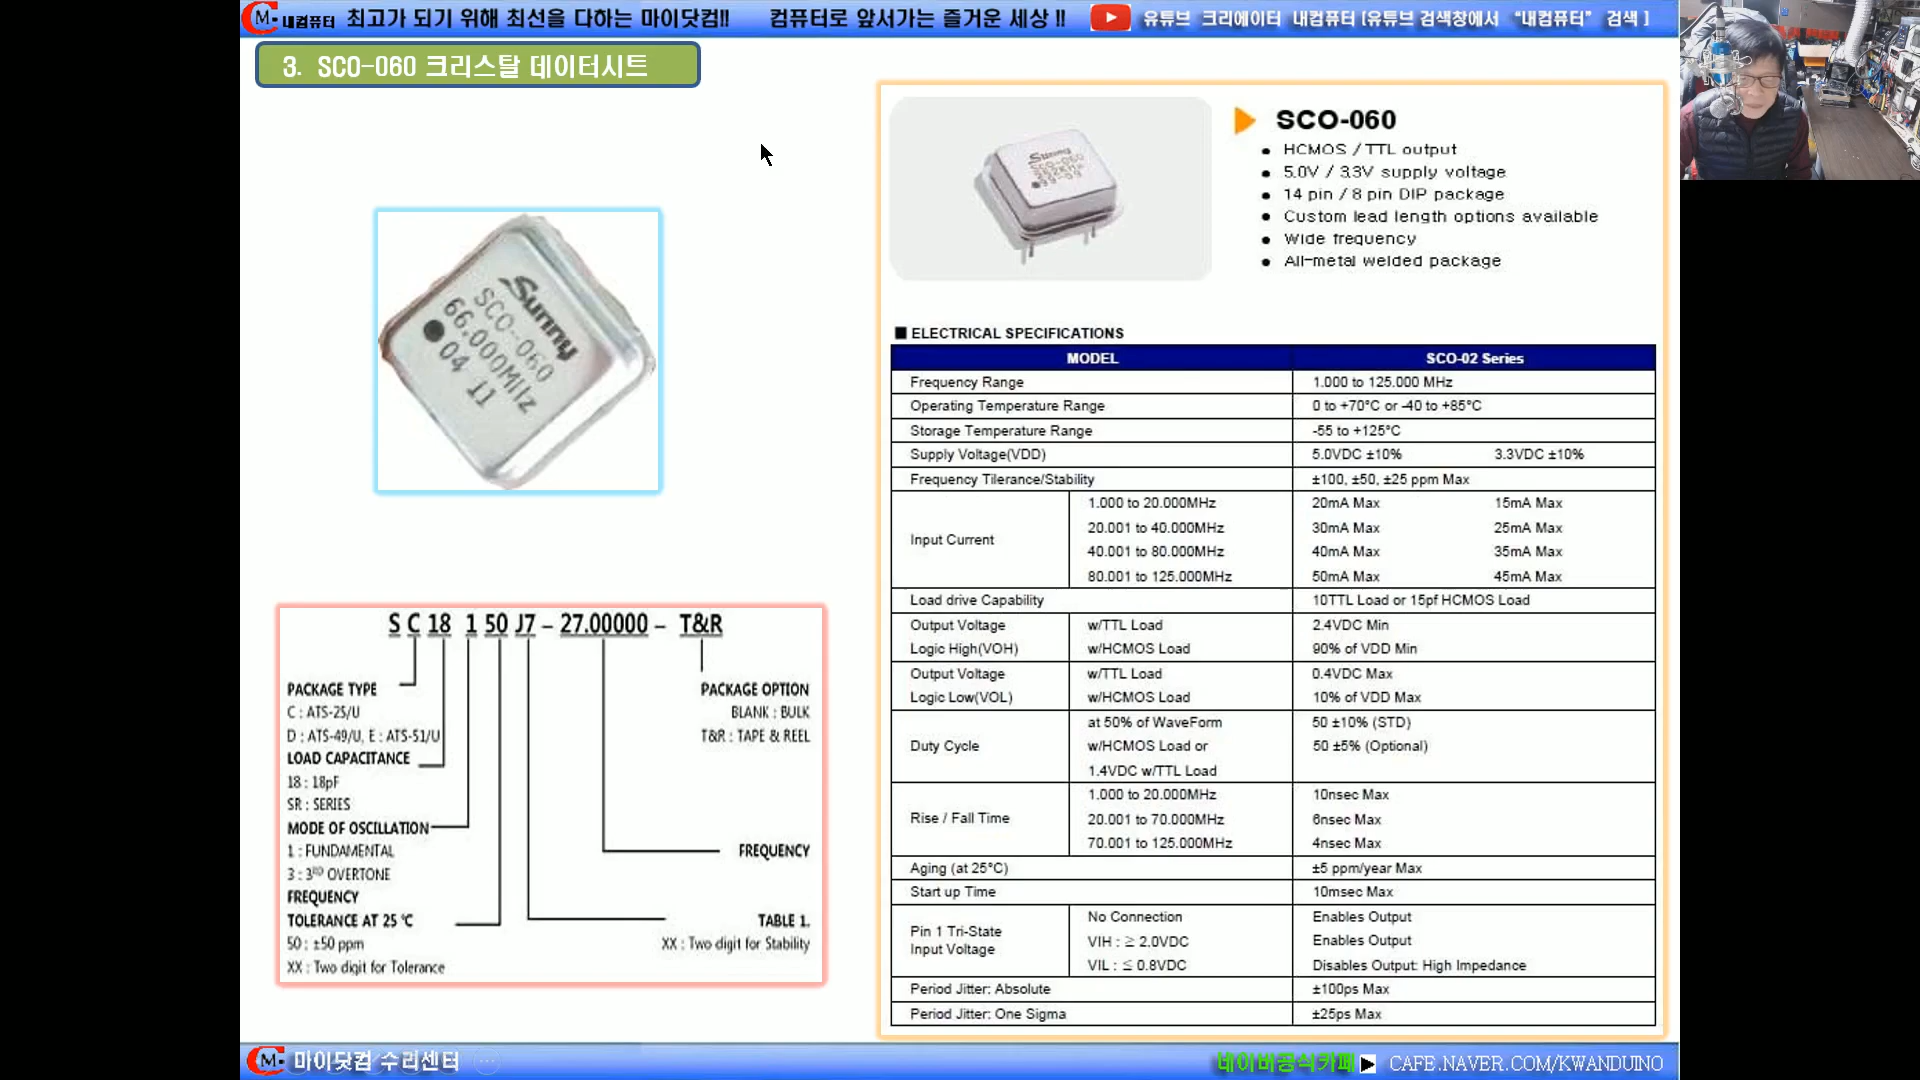 CM. 내컴퓨터 최고가 되기 위해 최선을 다하는 마이닷컴!! 컴퓨터로 앞서가는 즐거운 세상 !! 유튜브 크리에이터 내컴퓨터 [유튜브 검색창에서 "내컴퓨터" 검색 ]
3. SCO-060 크리스탈 데이터시트
Sunny
SCO-060
66.000MHz
04 11
S C 18 1 50 J7 - 27.00000 - T&R
PACKAGE TYPE
C : ATS-25/U
D : ATS-49/U, E : ATS-51/U
LOAD CAPACITANCE
18 : 18pF
SR : SERIES
MODE OF OSCILLATION
1 : FUNDAMENTAL
3 : 3RD OVERTONE
FREQUENCY
TOLERANCE AT 25 ℃
50 : ±50 ppm
XX : Two digit for Tolerance
PACKAGE OPTION
BLANK : BULK
T&R : TAPE & REEL
FREQUENCY
TABLE 1.
XX : Two digit for Stability
Sunny
SCO-060
99-09
SCO-060
● HCMOS / TTL output
● 5.0V / 3.3V supply voltage
● 14 pin / 8 pin DIP package
● Custom lead length options available
● Wide frequency
● All-metal welded package
■ ELECTRICAL SPECIFICATIONS
MODEL SCO-02 Series
Frequency Range 1.000 to 125.000 MHz
Operating Temperature Range 0 to +70°C or -40 to +85°C
Storage Temperature Range -55 to +125°C
Supply Voltage(VDD) 5.0VDC ±10% 3.3VDC ±10%
Frequency Tilerance/Stability ±100, ±50, ±25 ppm Max
Input Current
1.000 to 20.000MHz 20mA Max 15mA Max
20.001 to 40.000MHz 30mA Max 25mA Max
40.001 to 80.000MHz 40mA Max 35mA Max
80.001 to 125.000MHz 50mA Max 45mA Max
Load drive Capability 10TTL Load or 15pf HCMOS Load
Output Voltage w/TTL Load 2.4VDC Min
Logic High(VOH) w/HCMOS Load 90% of VDD Min
Output Voltage w/TTL Load 0.4VDC Max
Logic Low(VOL) w/HCMOS Load 10% of VDD Max
Duty Cycle
at 50% of WaveForm 50 ±10% (STD)
w/HCMOS Load or 50 ±5% (Optional)
1.4VDC w/TTL Load
Rise / Fall Time
1.000 to 20.000MHz 10nsec Max
20.001 to 70.000MHz 6nsec Max
70.001 to 125.000MHz 4nsec Max
Aging (at 25°C) ±5 ppm/year Max
Start up Time 10msec Max
Pin 1 Tri-State
Input Voltage
No Connection Enables Output
VIH : ≥ 2.0VDC Enables Output
VIL : ≤ 0.8VDC Disables Output: High Impedance
Period Jitter: Absolute ±100ps Max
Period Jitter: One Sigma ±25ps Max
CM. 마이닷컴 수리센터
네이버공식카페 ▶ CAFE.NAVER.COM/KWANDUINO